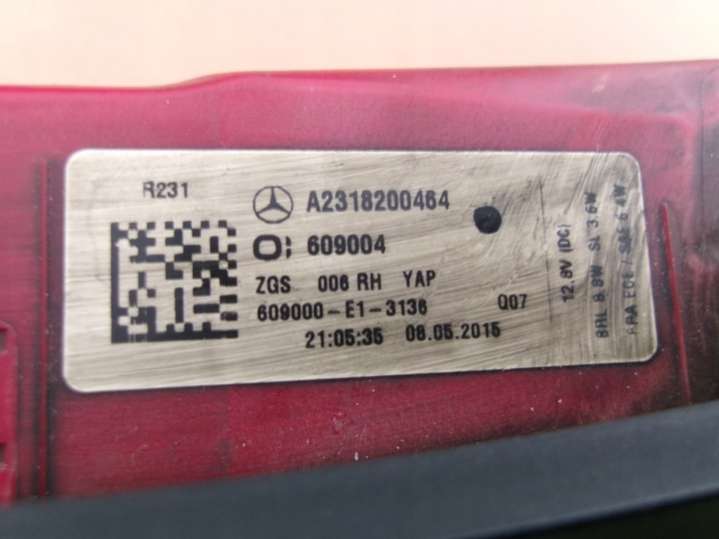 R231
A2318200464
609004
ZGS 006 RH YAP
609000-E1-3136 Q07
21:05:35 08.05.2015
12.8V (DC)
BRL 8.8W SL 3.6W